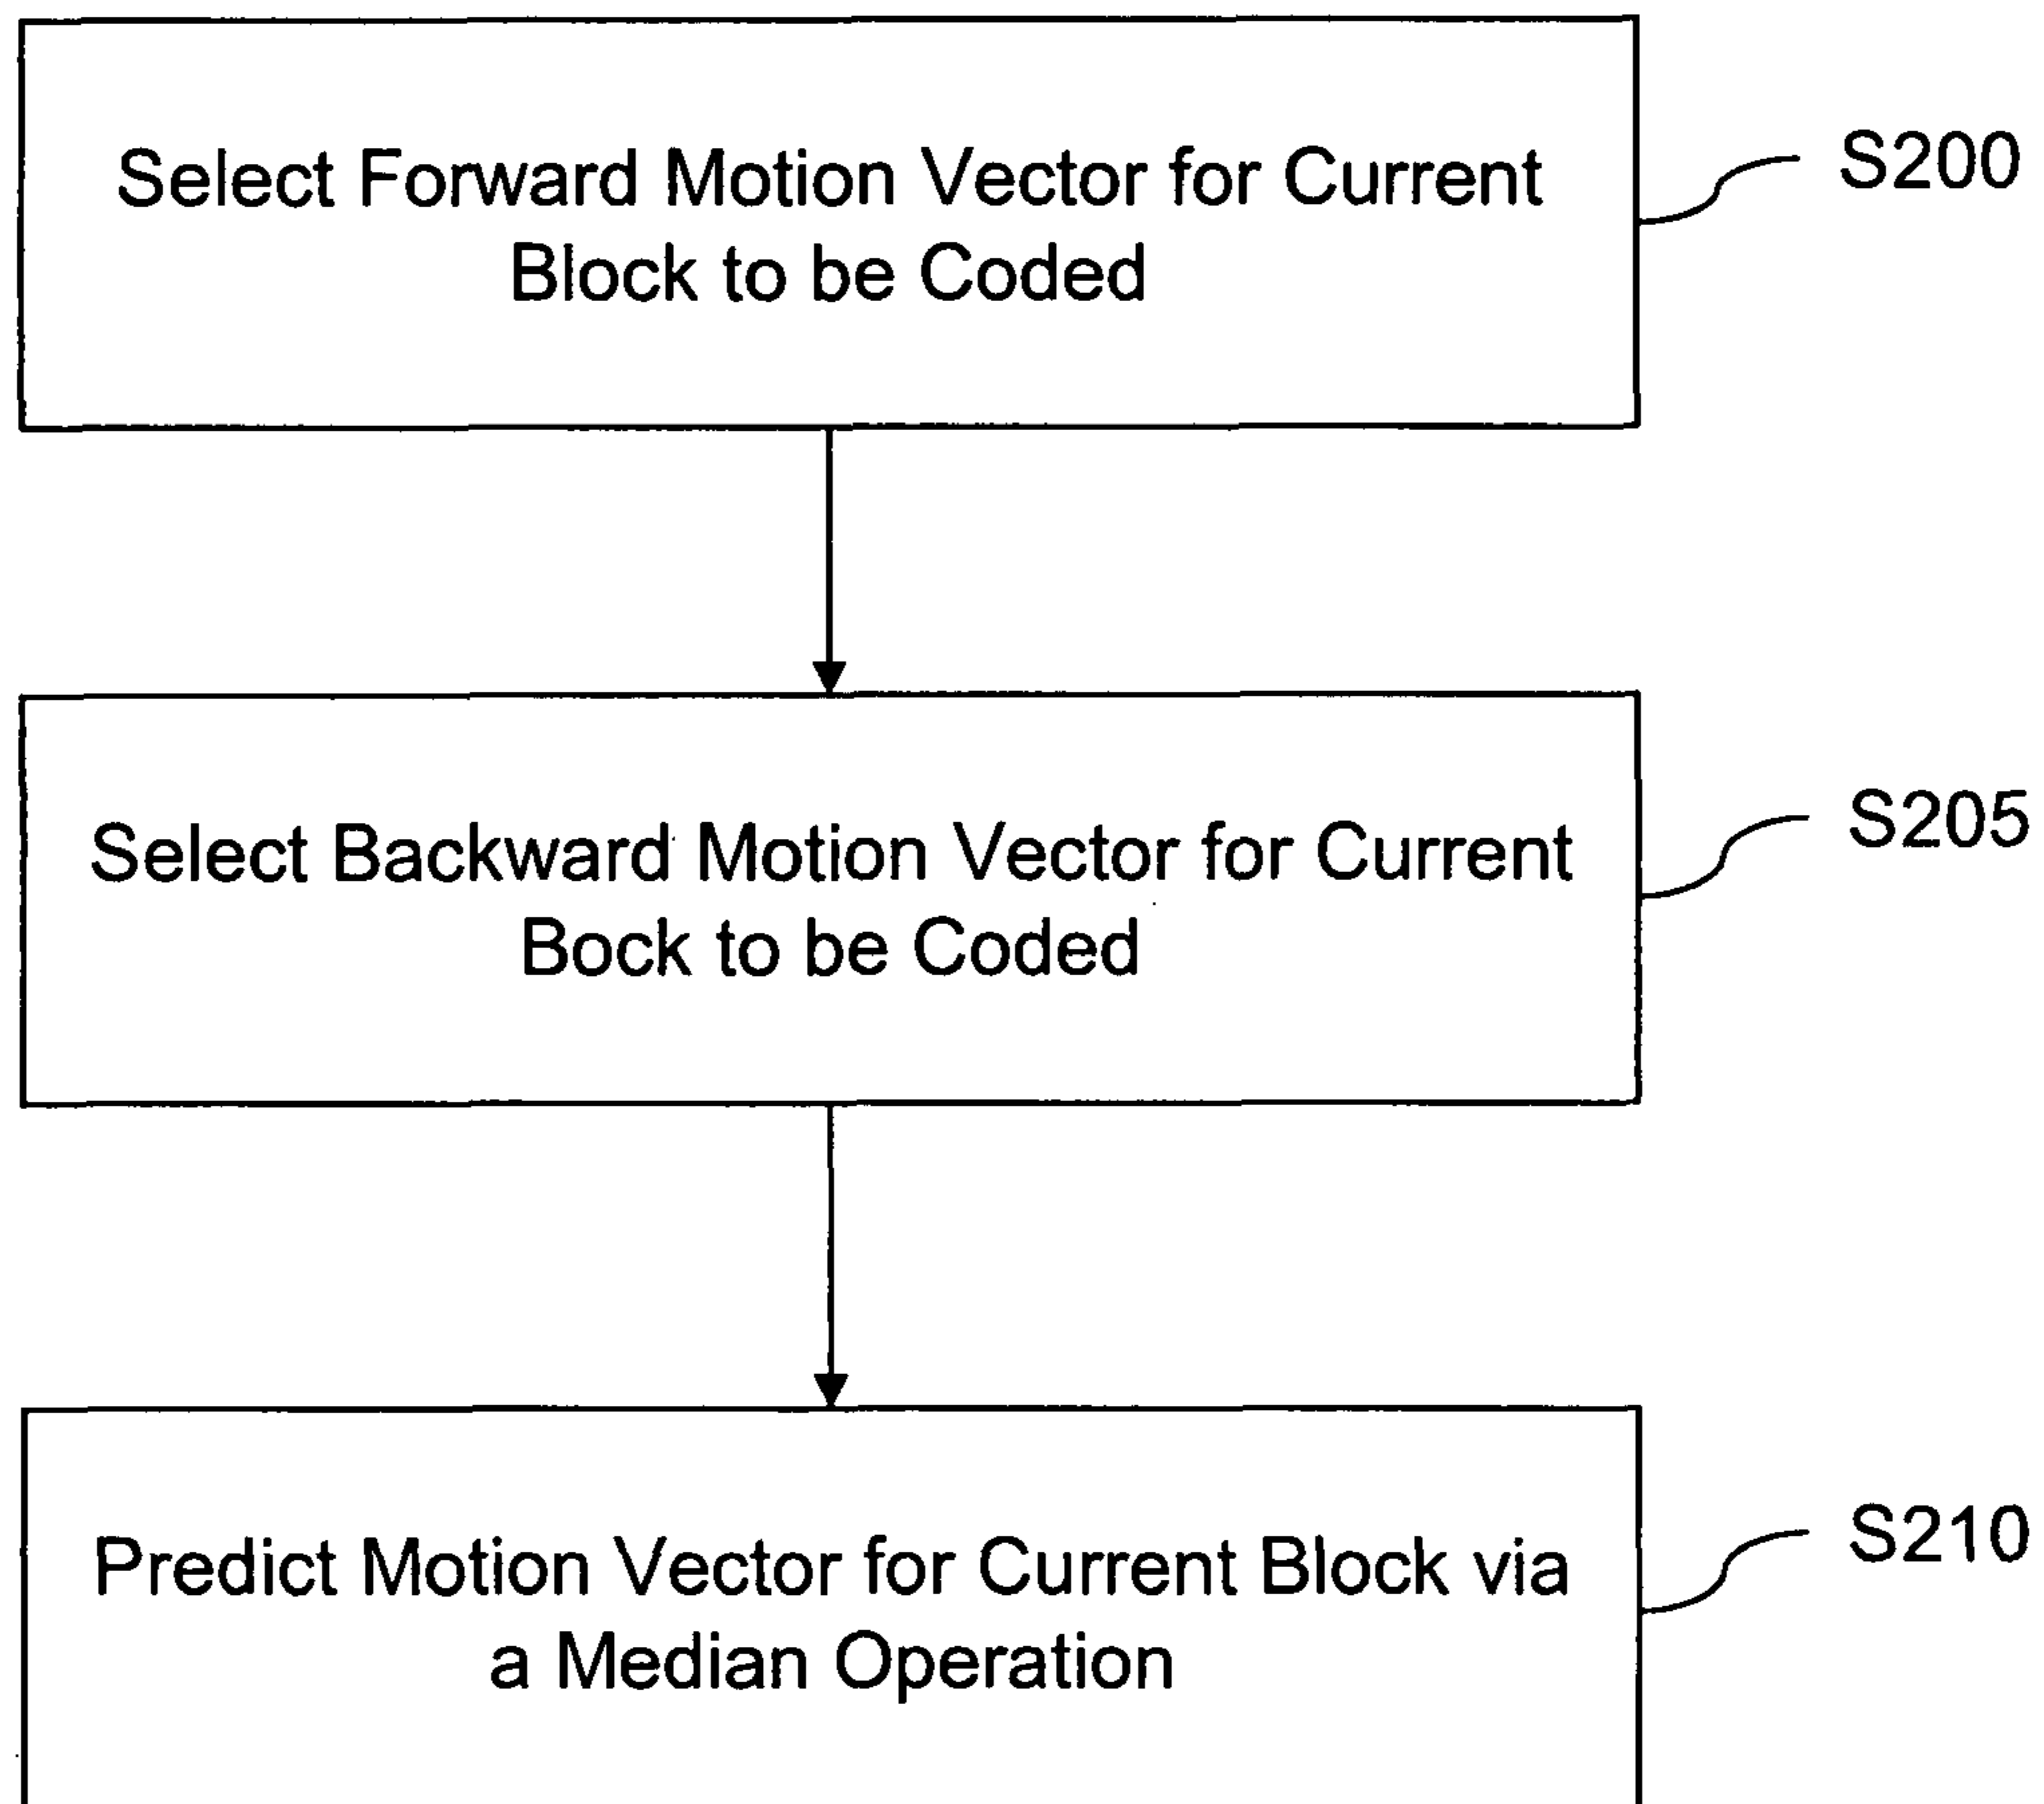 Select Forward Motion Vector for Current
Block to be Coded
S200
Select Backward Motion Vector for Current
Bock to be Coded
S205
Predict Motion Vector for Current Block via
a Median Operation
S210